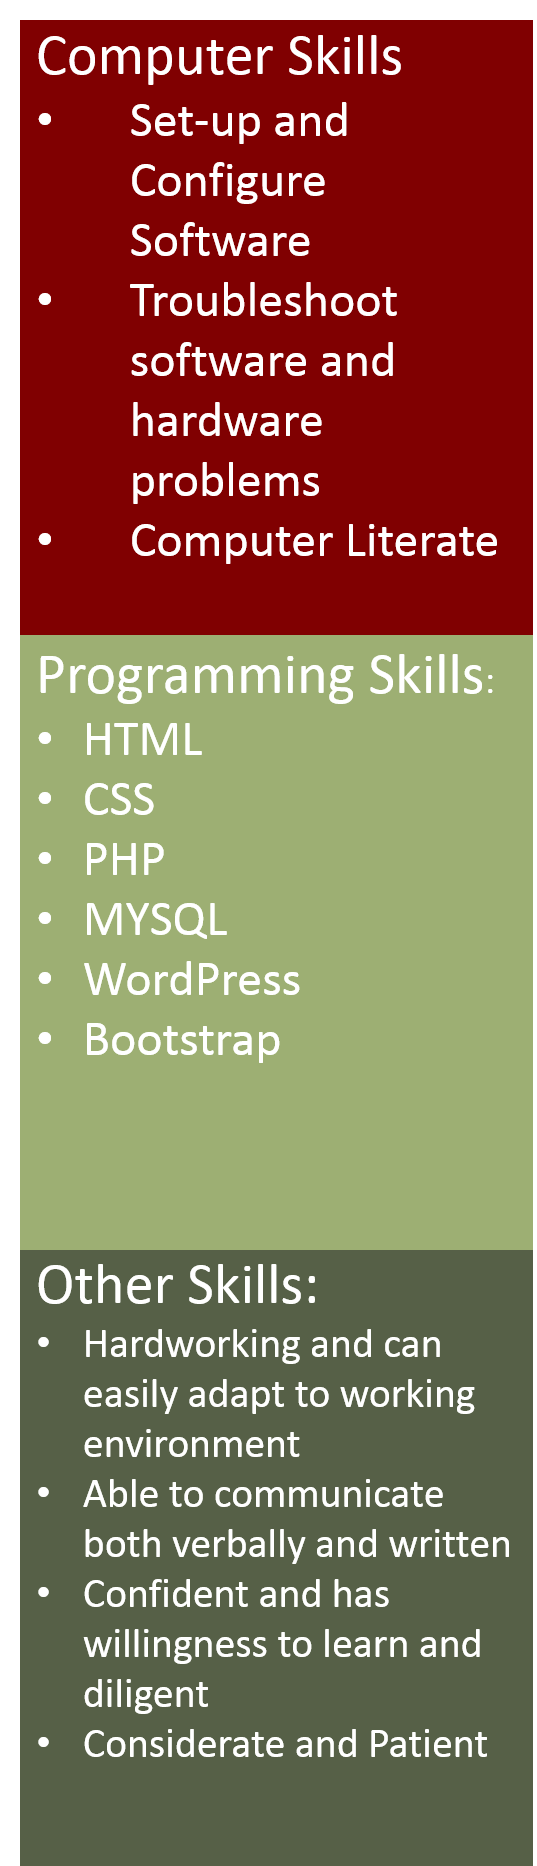 Computer Skills
• Set-up and
Configure
Software
• Troubleshoot
software and
hardware
problems
• Computer Literate
Programming Skills:
• HTML
• CSS
• PHP
• MYSQL
• WordPress
• Bootstrap
Other Skills:
• Hardworking and can
easily adapt to working
environment
• Able to communicate
both verbally and written
• Confident and has
willingness to learn and
diligent
• Considerate and Patient